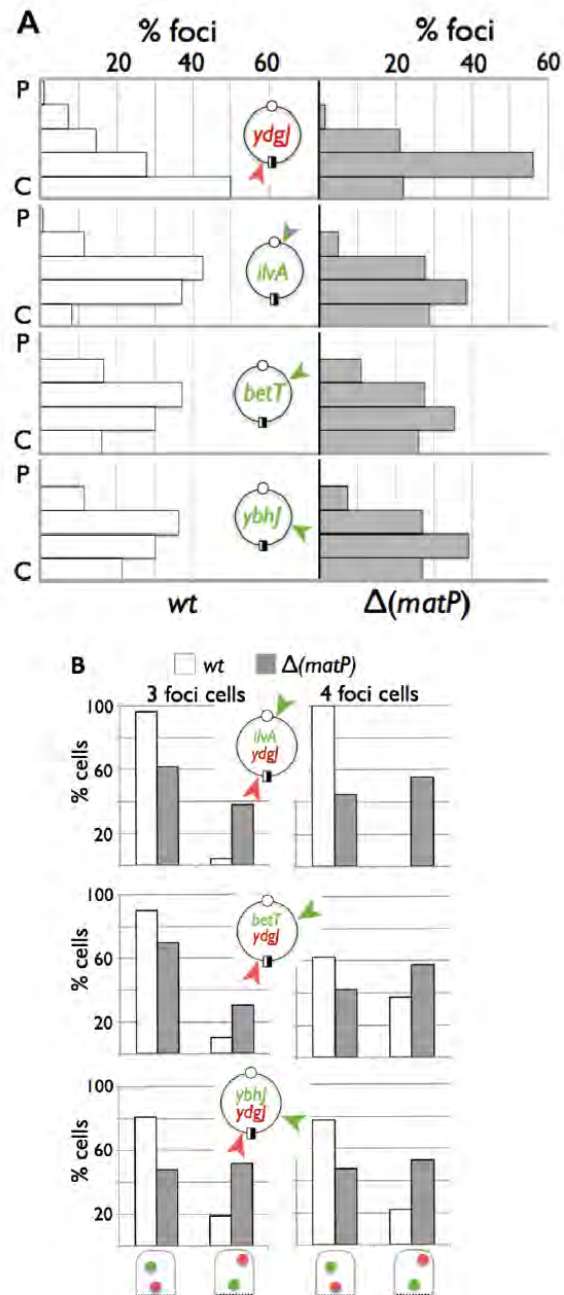 A
% foci % foci
20 40 60 20 40 60
P
C
ydgJ
P
C
ilvA
P
C
betT
P
C
ybhJ
wt Δ(matP)
B wt Δ(matP)
3 foci cells 4 foci cells
% cells
100
60
20
ilvA
ydgJ
% cells
100
60
20
betT
ydgJ
% cells
100
60
20
ybhJ
ydgJ